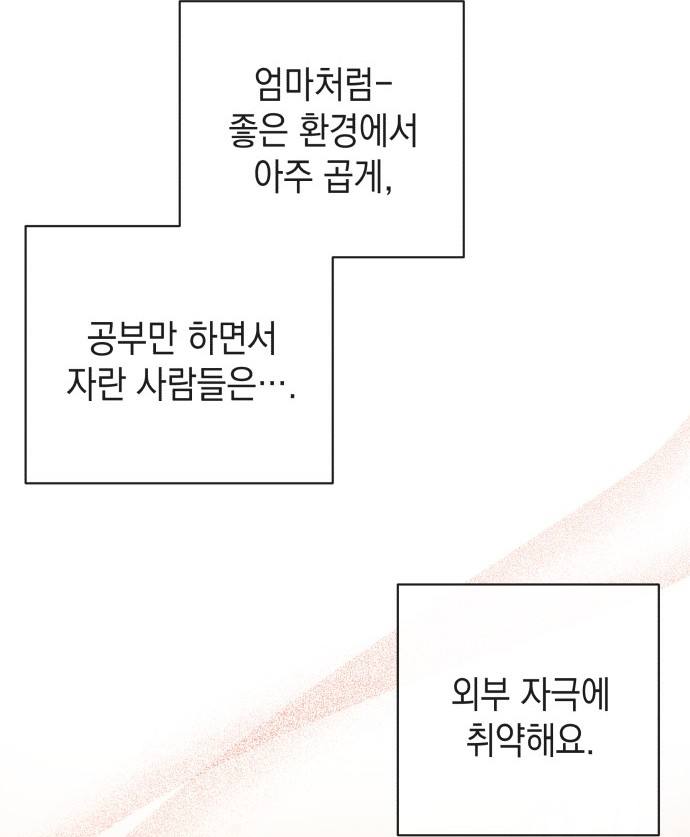 엄마처럼-
좋은 환경에서
아주 곱게,
공부만 하면서
자란 사람들은….
외부 자극에
취약해요.